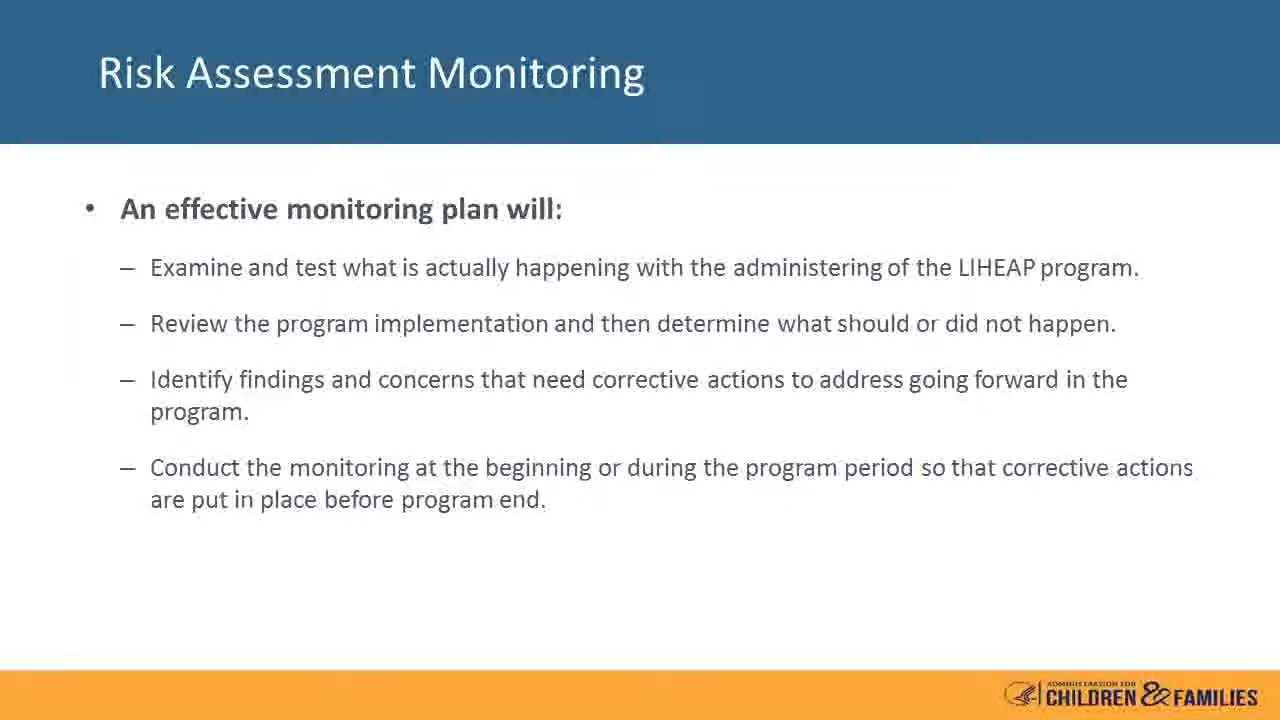 Risk Assessment Monitoring
• An effective monitoring plan will:
– Examine and test what is actually happening with the administering of the LIHEAP program.
– Review the program implementation and then determine what should or did not happen.
– Identify findings and concerns that need corrective actions to address going forward in the
program.
– Conduct the monitoring at the beginning or during the program period so that corrective actions
are put in place before program end.
ADMINISTRATION FOR
CHILDREN & FAMILIES